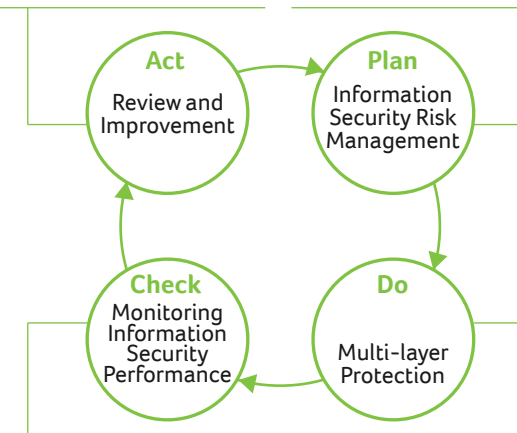 Act
Review and
Improvement
Plan
Information
Security Risk
Management
Check
Monitoring
Information
Security
Performance
Do
Multi-layer
Protection